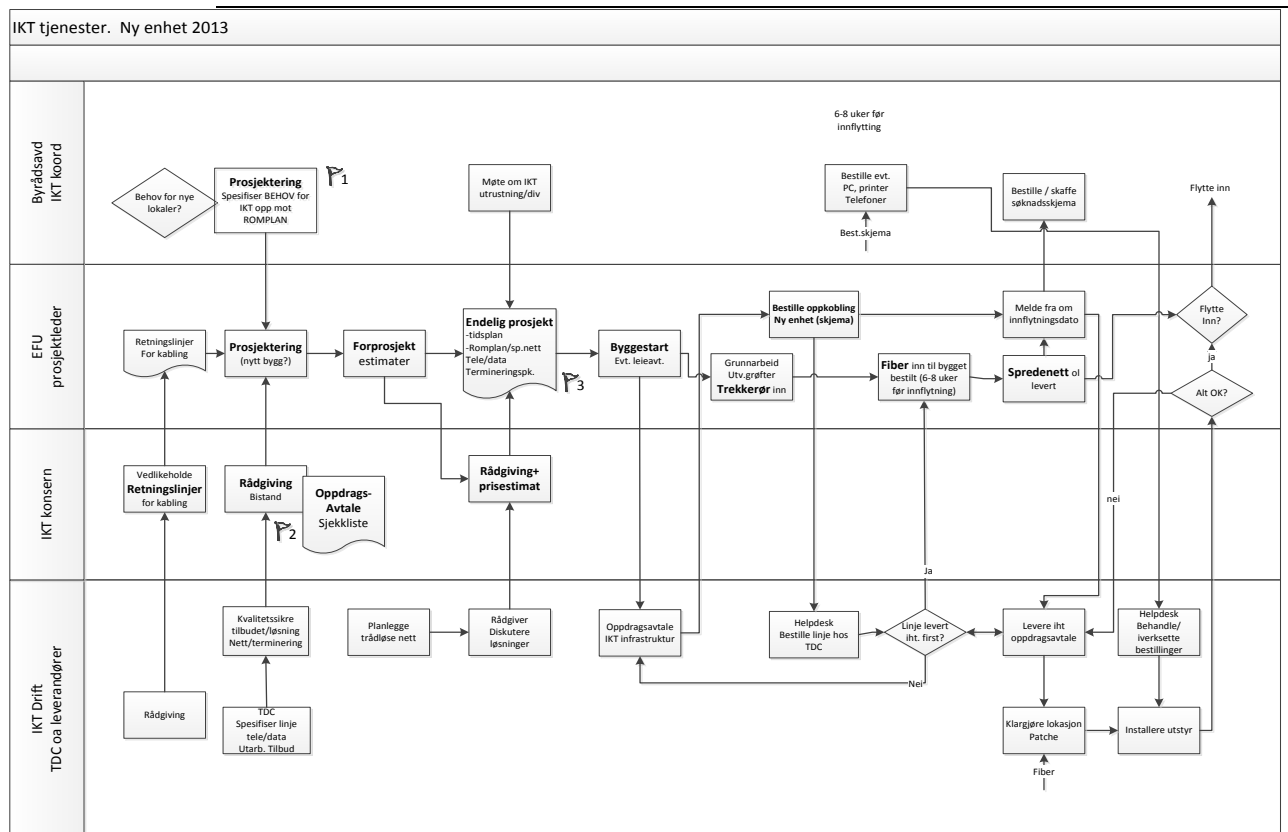 IKT tjenester.  Ny enhet 2013
Byrådsavd
IKT koord
Behov for nye
lokaler?
Prosjektering
Spesifiser BEHOV for
IKT opp mot
ROMPLAN
1
Møte om IKT
utrustning/div
6-8 uker før
innflytting
Bestille evt.
PC, printer
Telefoner
Best.skjema
Bestille / skaffe
søknadsskjema
Flytte inn
EFU
prosjektleder
Retningslinjer
For kabling
Prosjektering
(nytt bygg?)
Forprosjekt
estimater
Endelig prosjekt
-tidsplan
-Romplan/sp.nett
Tele/data
Termineringspk.
3
Byggestart
Evt. leieavt.
Grunnarbeid
Utv.grøfter
Trekkerør inn
Bestille oppkobling
Ny enhet (skjema)
Fiber inn til bygget
bestilt (6-8 uker
før innflytning)
Melde fra om
innflytningsdato
Spredenett ol
levert
Flytte
Inn?
ja
Alt OK?
IKT konsern
Vedlikeholde
Retningslinjer
for kabling
Rådgiving
Bistand
2
Oppdrags-
Avtale
Sjekkliste
Rådgiving+
prisestimat
nei
Ja
IKT Drift
TDC oa leverandører
Rådgiving
Kvalitetssikre
tilbudet/løsning
Nett/terminering
TDC
Spesifiser linje
tele/data
Utarb. Tilbud
Planlegge
trådløse nett
Rådgiver
Diskutere
løsninger
Oppdragsavtale
IKT infrastruktur
Helpdesk
Bestille linje hos
TDC
Linje levert
iht. first?
Nei
Levere iht
oppdragsavtale
Helpdesk
Behandle/
iverksette
bestillinger
Klargjøre lokasjon
Patche
Installere utstyr
Fiber